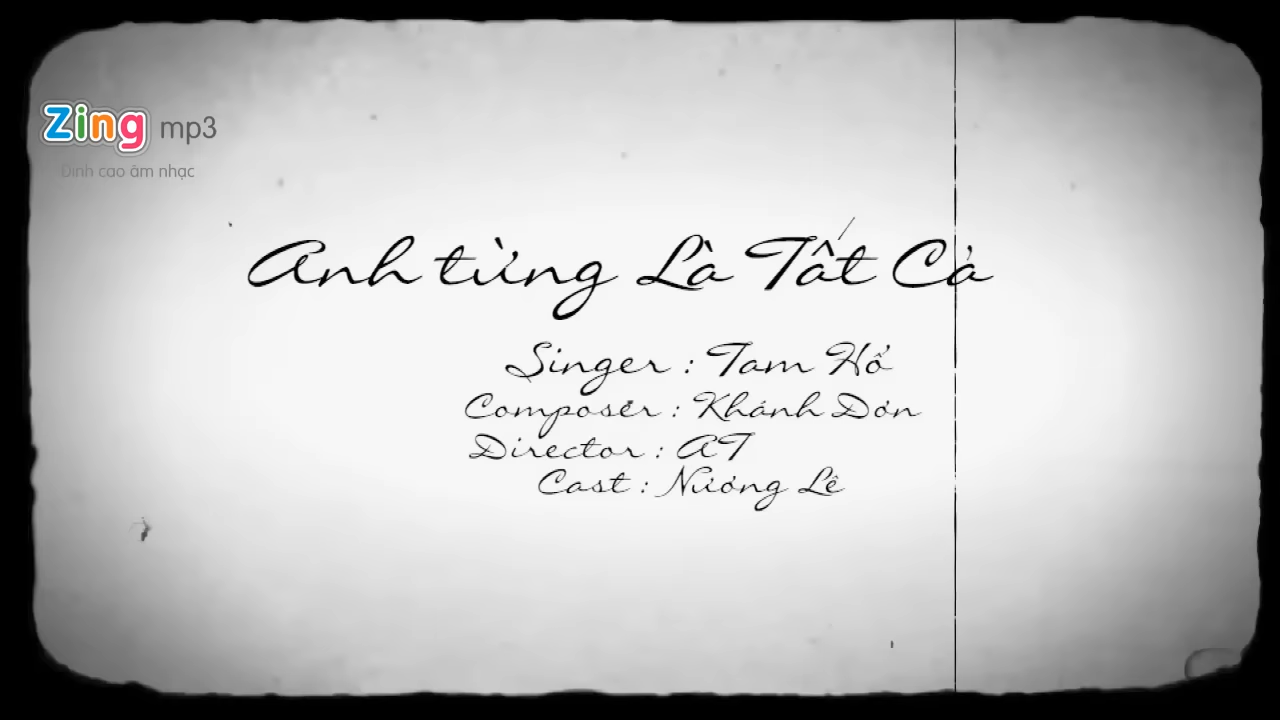 Zing mp3
Đỉnh cao âm nhạc
Anh từng Là Tất Cả
Singer : Tam Hổ
Composer : Khánh Đơn
Director : AT
Cast : Nương Lê